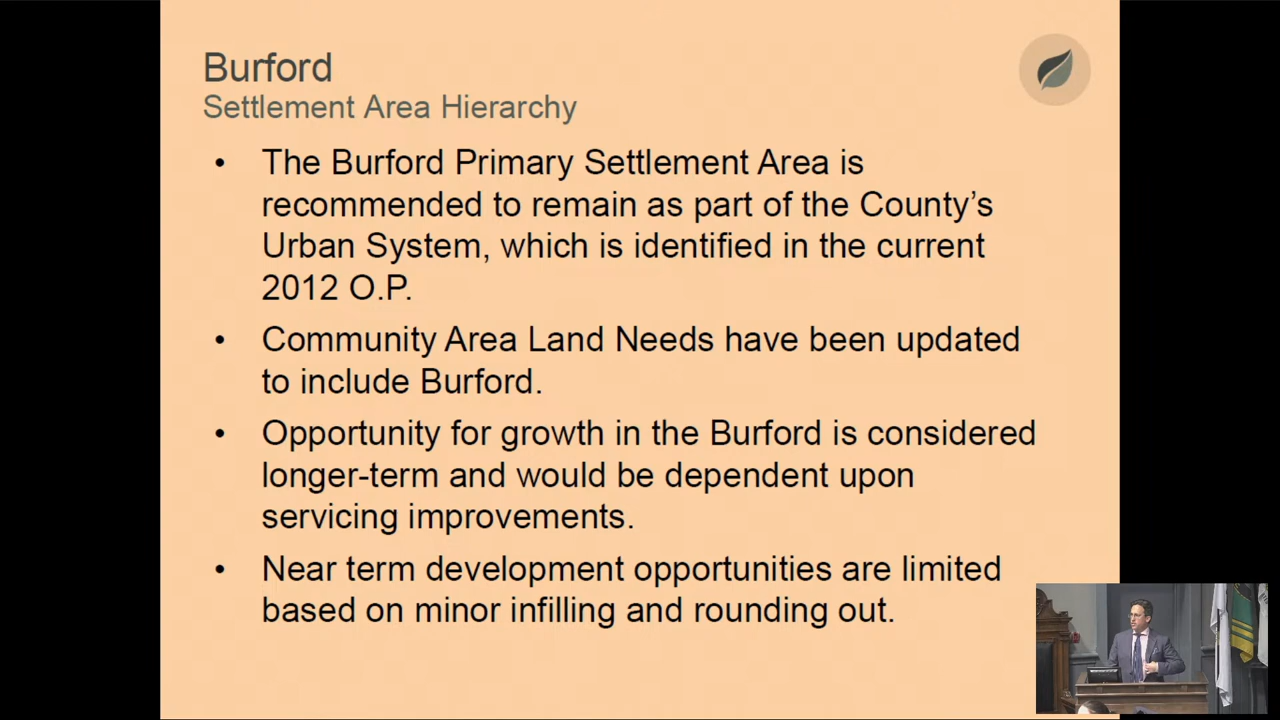 Burford
Settlement Area Hierarchy
• The Burford Primary Settlement Area is
recommended to remain as part of the County’s
Urban System, which is identified in the current
2012 O.P.
• Community Area Land Needs have been updated
to include Burford.
• Opportunity for growth in the Burford is considered
longer-term and would be dependent upon
servicing improvements.
• Near term development opportunities are limited
based on minor infilling and rounding out.